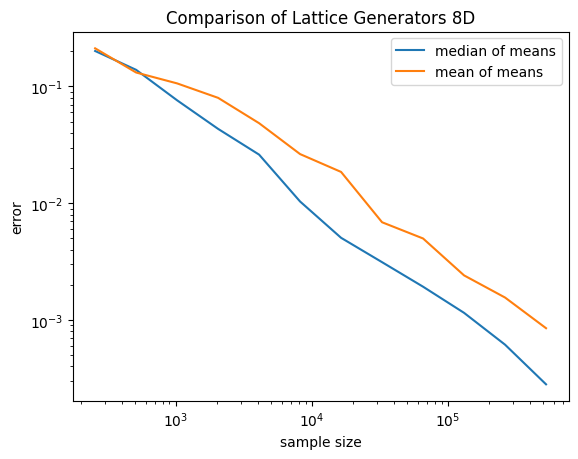 Comparison of Lattice Generators 8D
median of means
mean of means
error
10⁻¹
10⁻²
10⁻³
10³
10⁴
10⁵
sample size